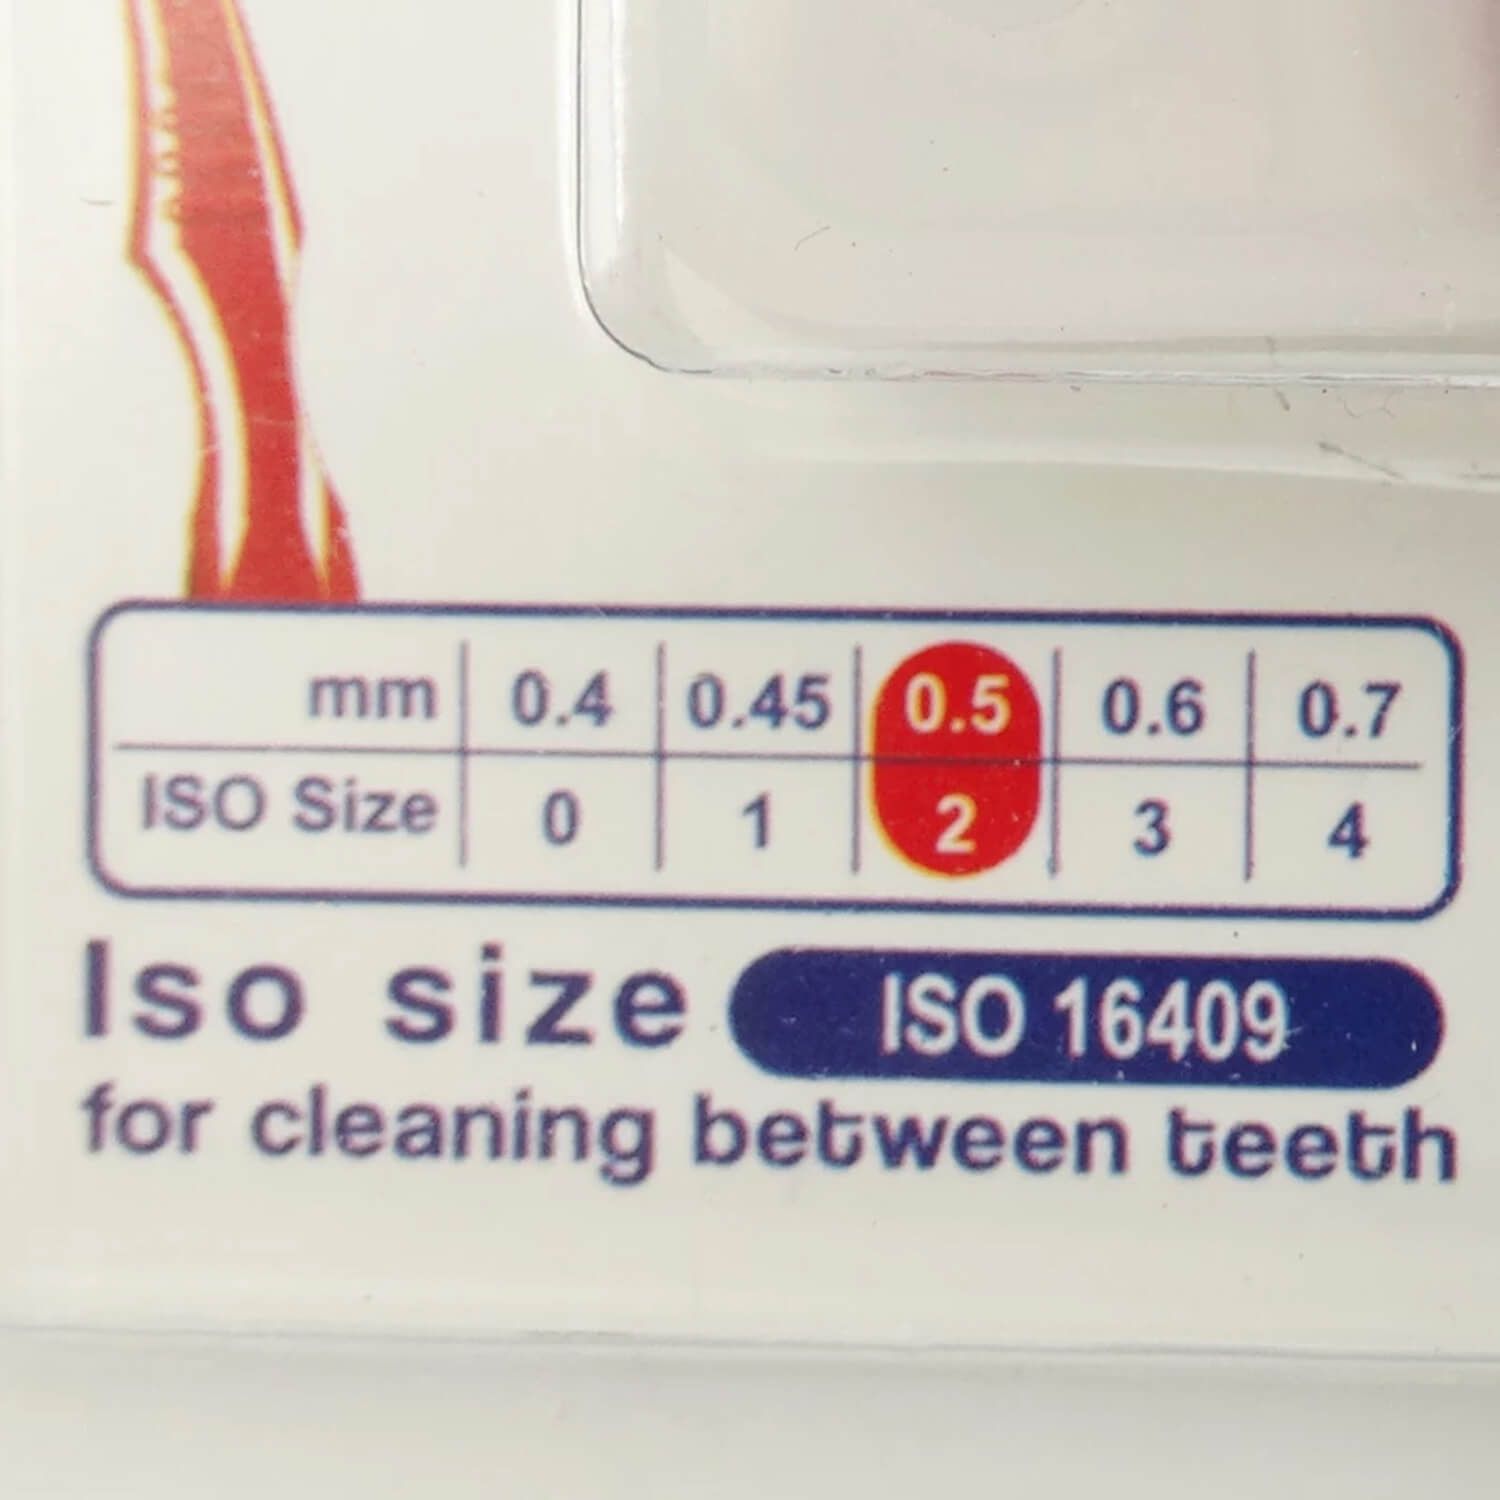 mm 0.4 0.45 0.5 0.6 0.7
ISO Size 0 1 2 3 4
Iso size ISO 16409
for cleaning between teeth